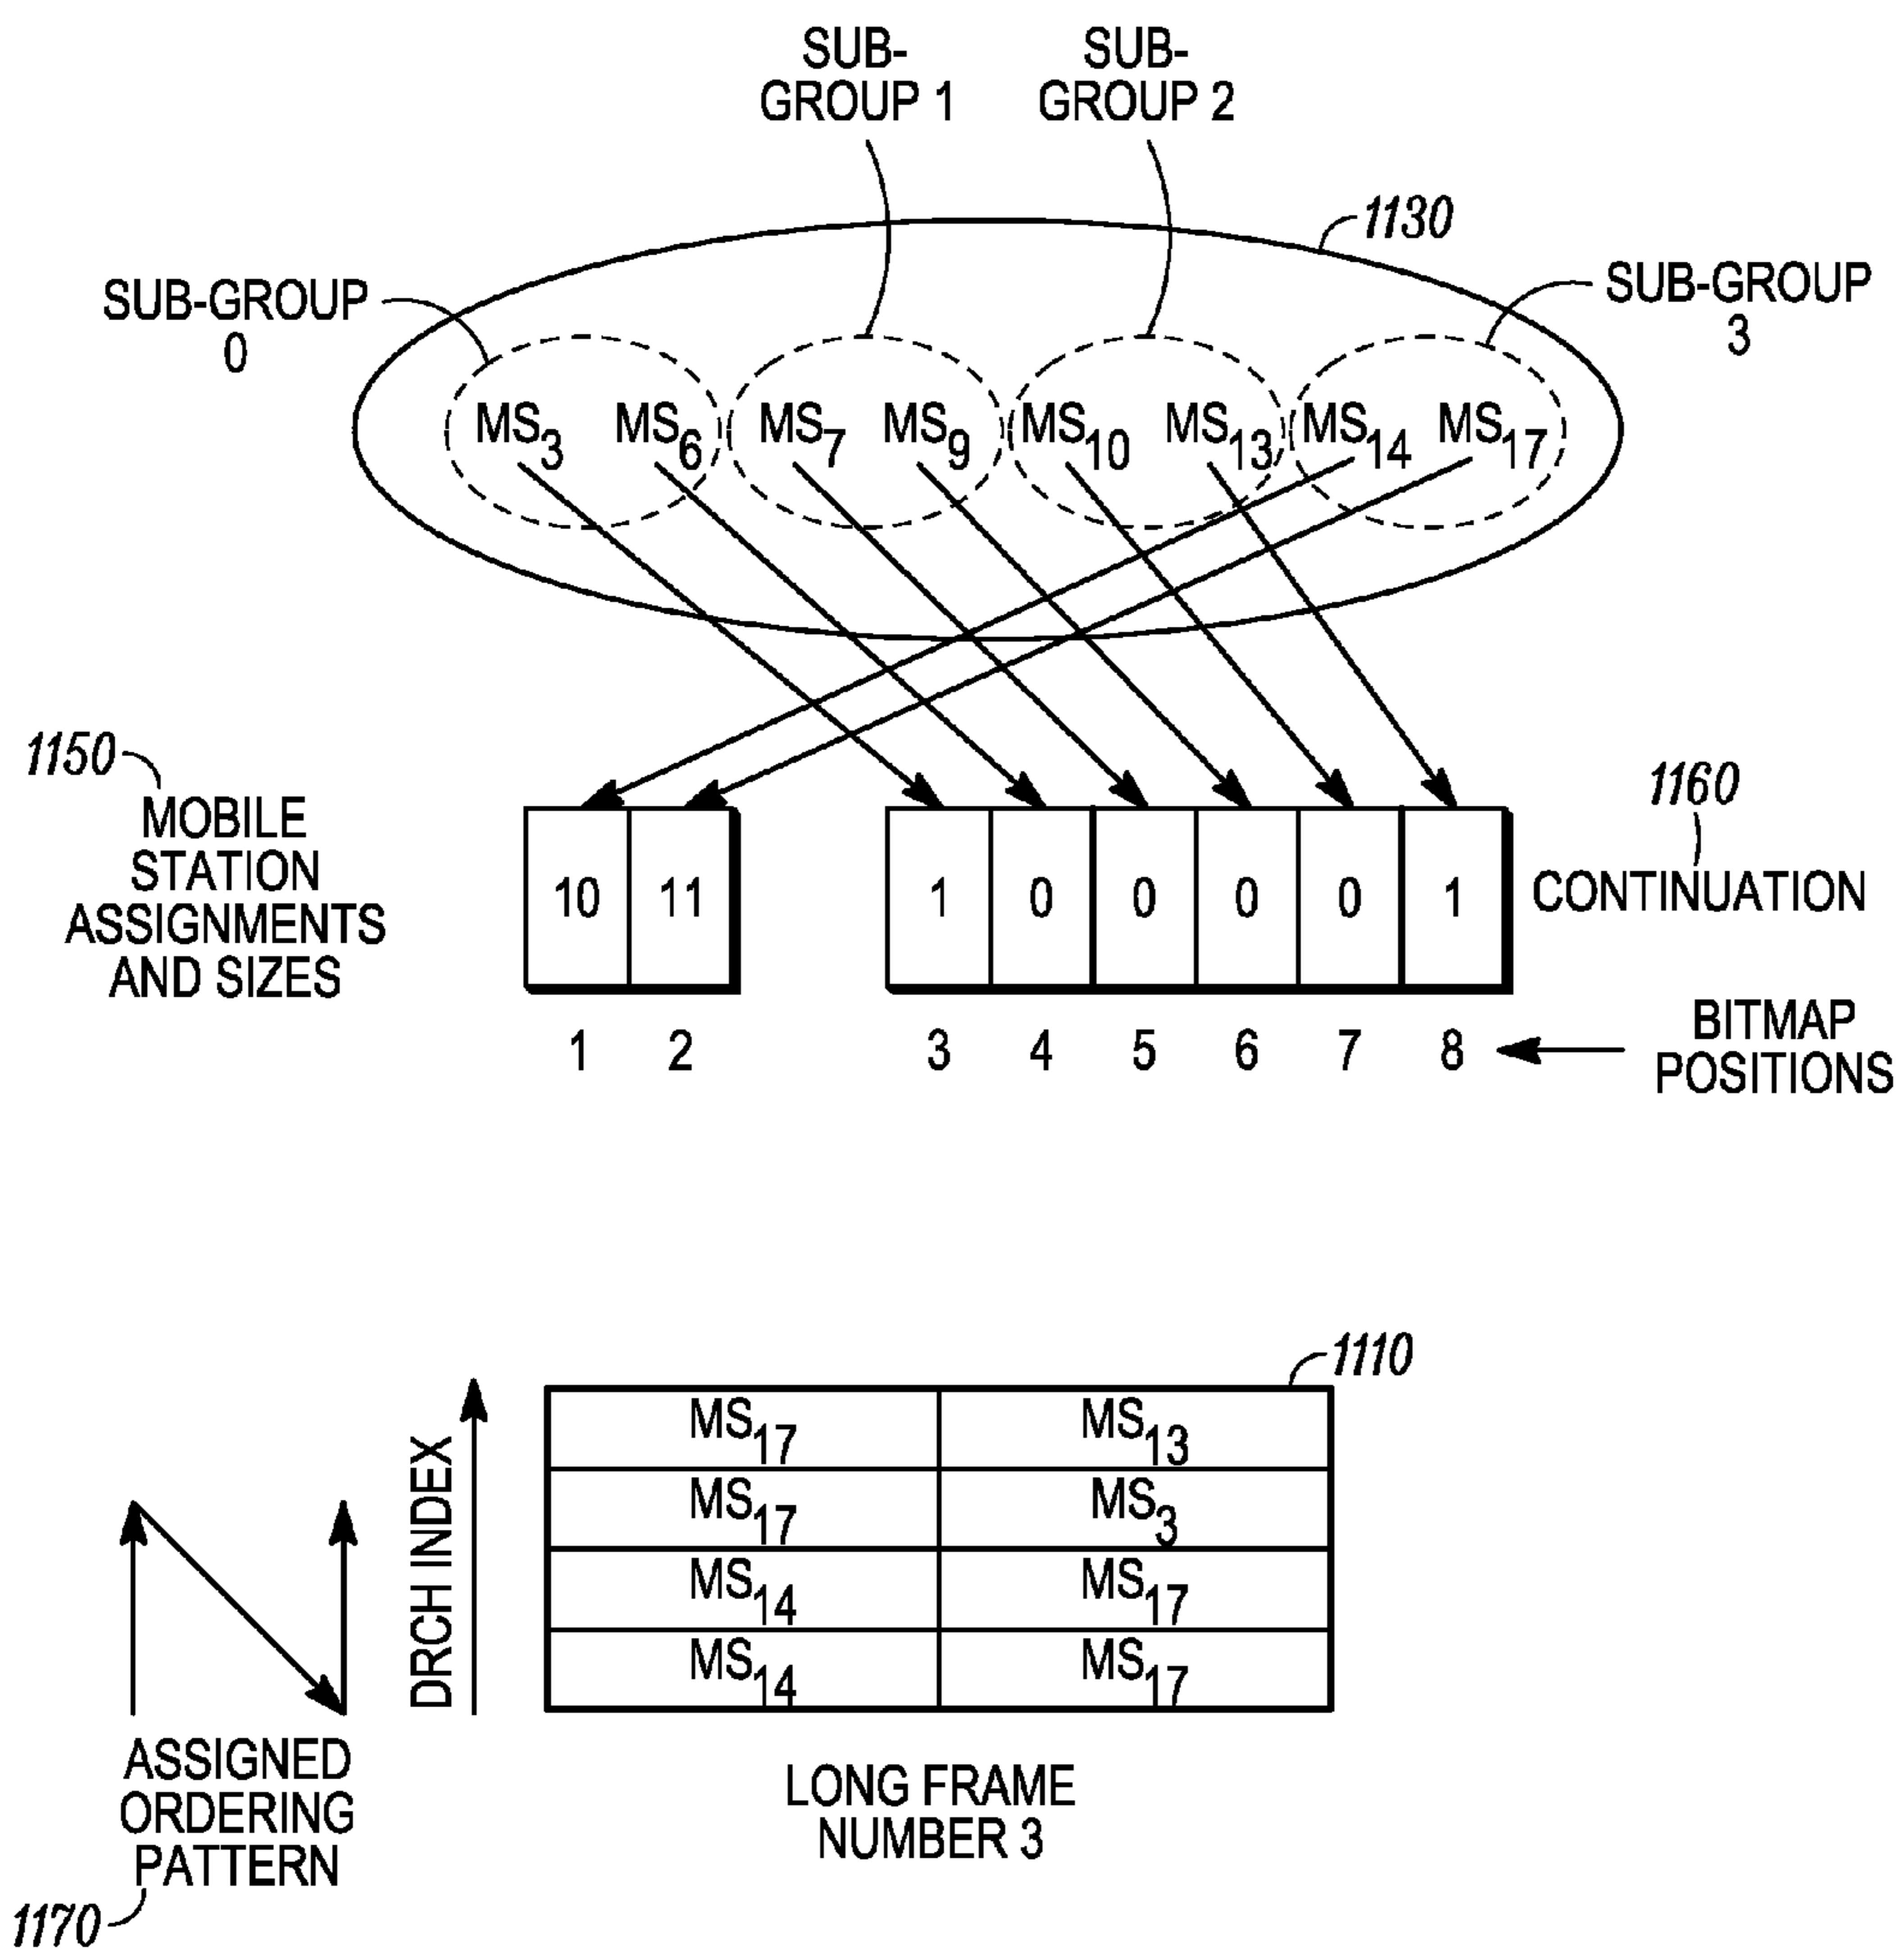 SUB-
GROUP 1
SUB-
GROUP 2
1130
SUB-GROUP
0
SUB-GROUP
3
MS3 MS6 MS7 MS9 MS10 MS13 MS14 MS17
1150
MOBILE
STATION
ASSIGNMENTS
AND SIZES
10 11 1 0 0 0 0 1
1160
CONTINUATION
1 2 3 4 5 6 7 8
BITMAP
POSITIONS
1110
DRCH INDEX
MS17 MS13
MS17 MS3
MS14 MS17
MS14 MS17
ASSIGNED
ORDERING
PATTERN
1170
LONG FRAME
NUMBER 3